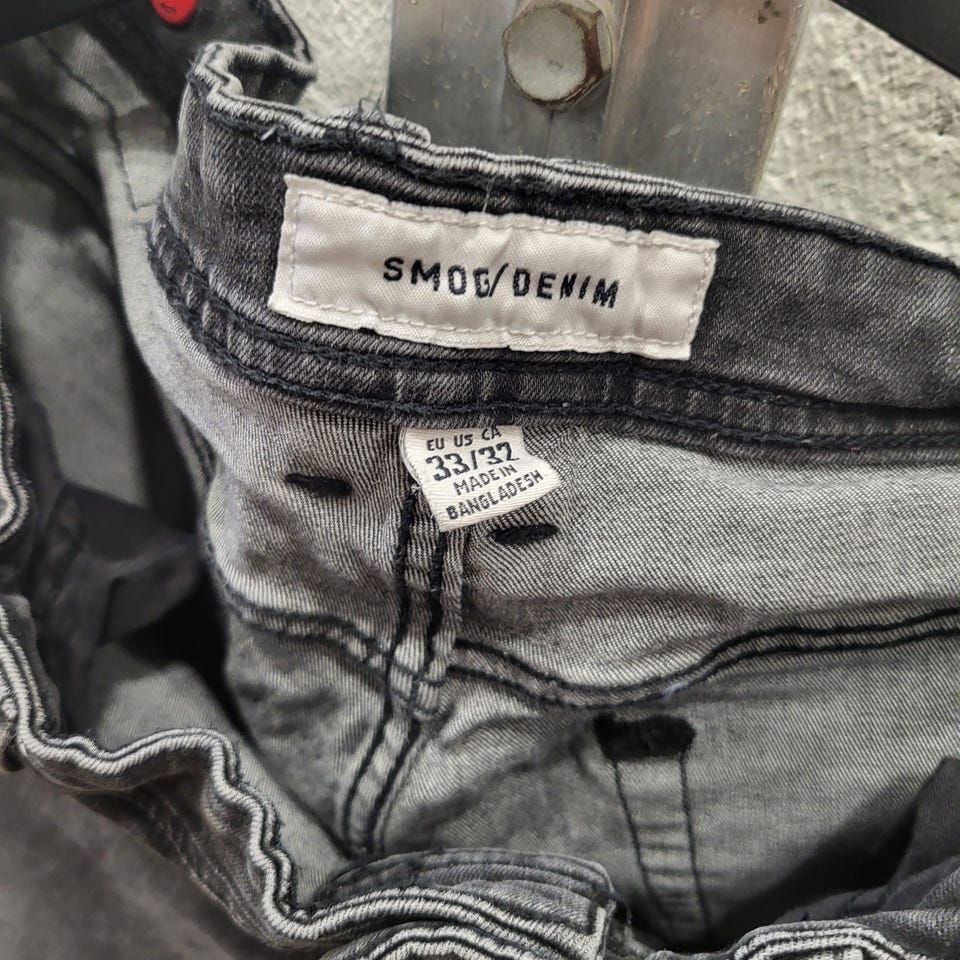 SMOG/DENIM
EU US CA
33/32
MADE IN
BANGLADESH